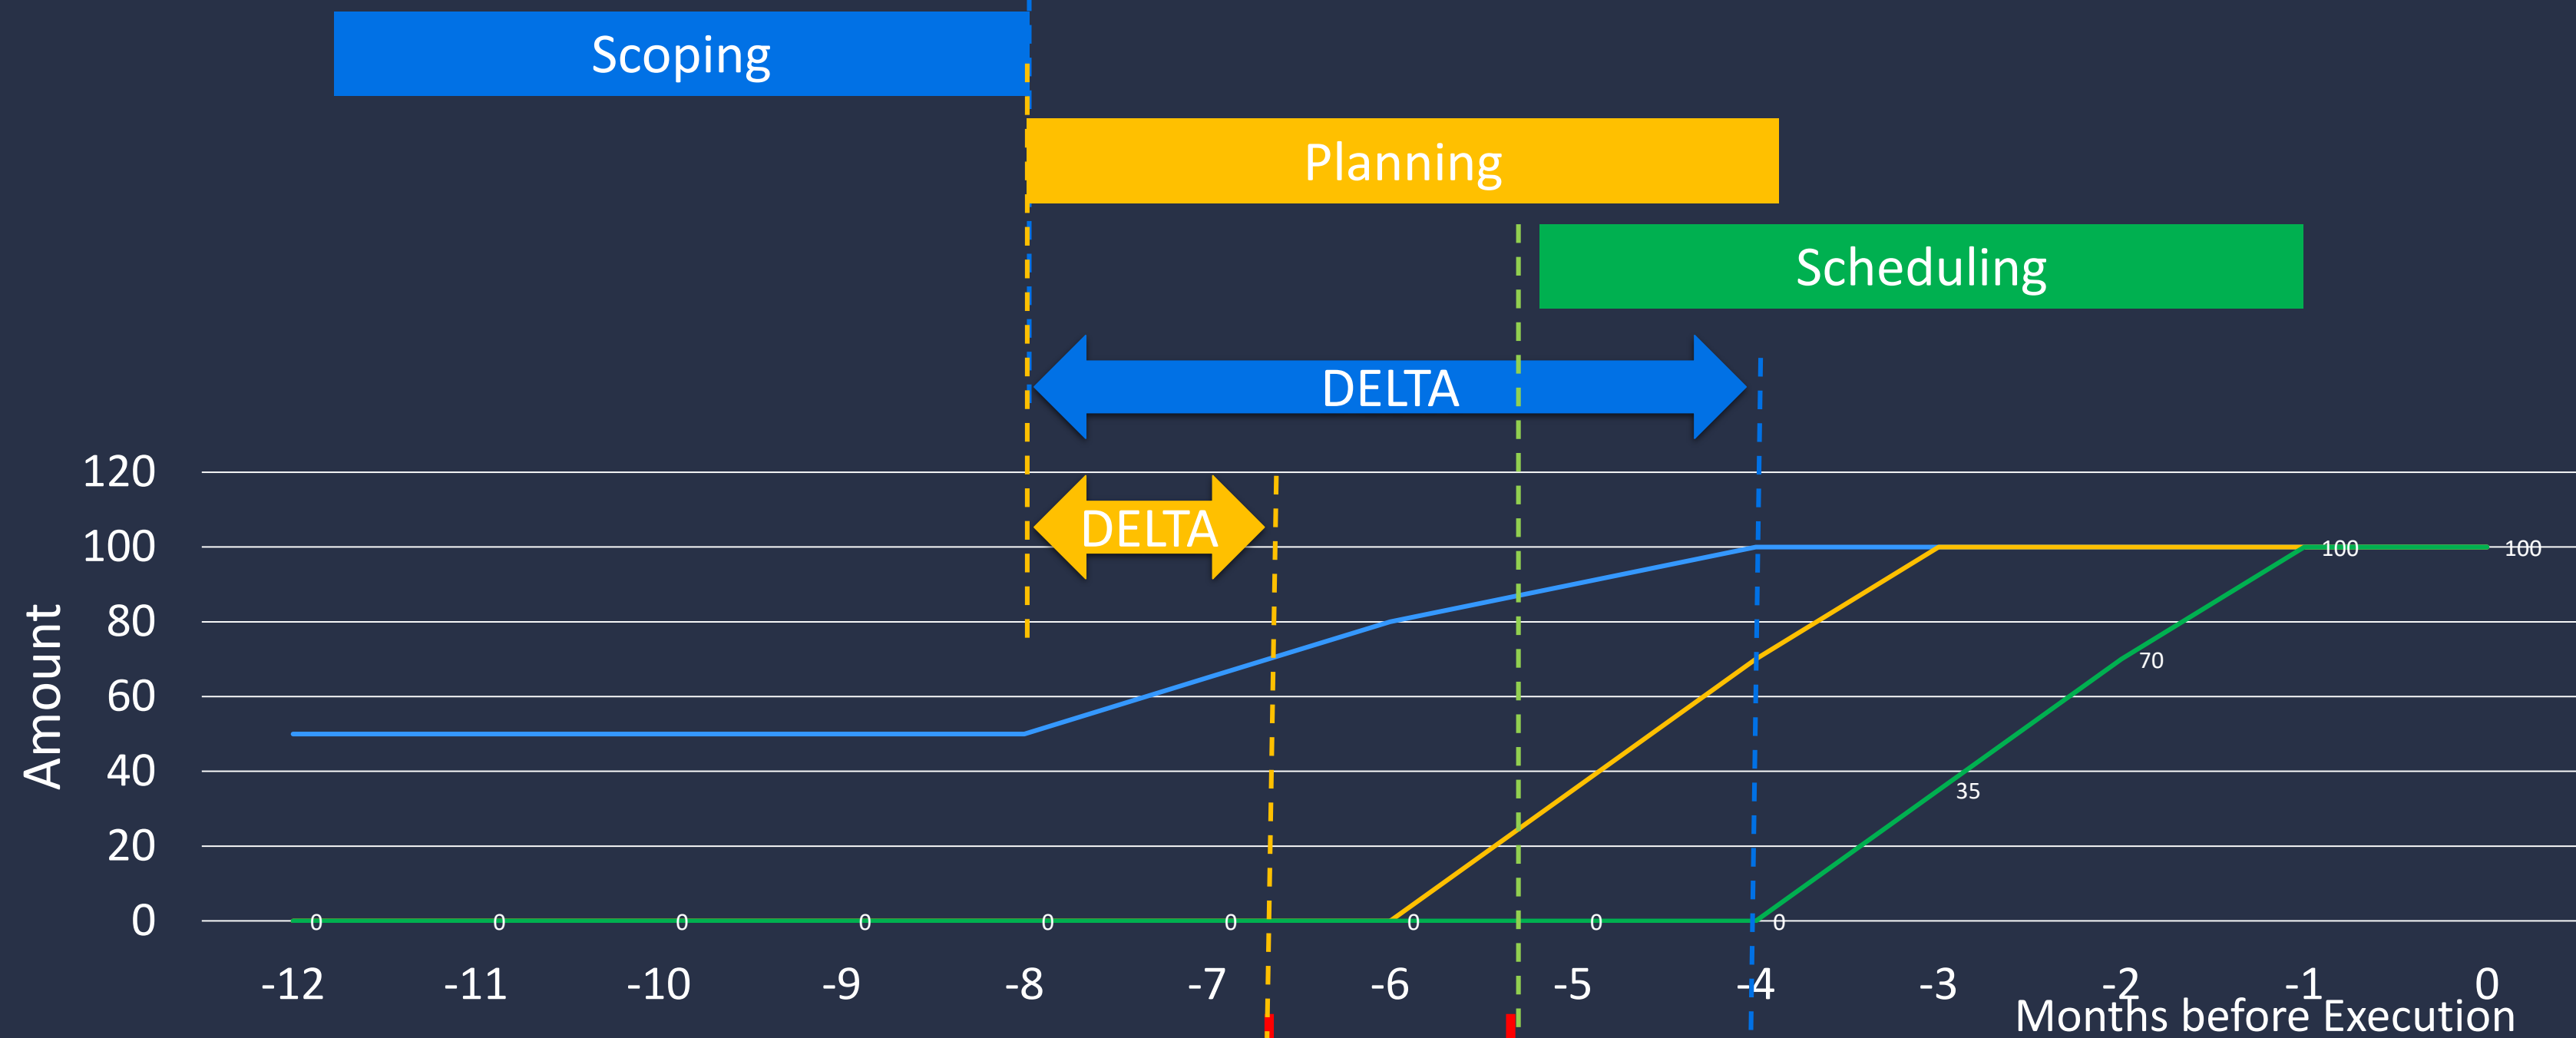 Scoping
Planning
Scheduling
DELTA
DELTA
120
100
80
60
40
20
0
Amount
0 0 0 0 0 0 0 0 0 35 70 100 100
-12 -11 -10 -9 -8 -7 -6 -5 -4 -3 -2 -1 0
Months before Execution